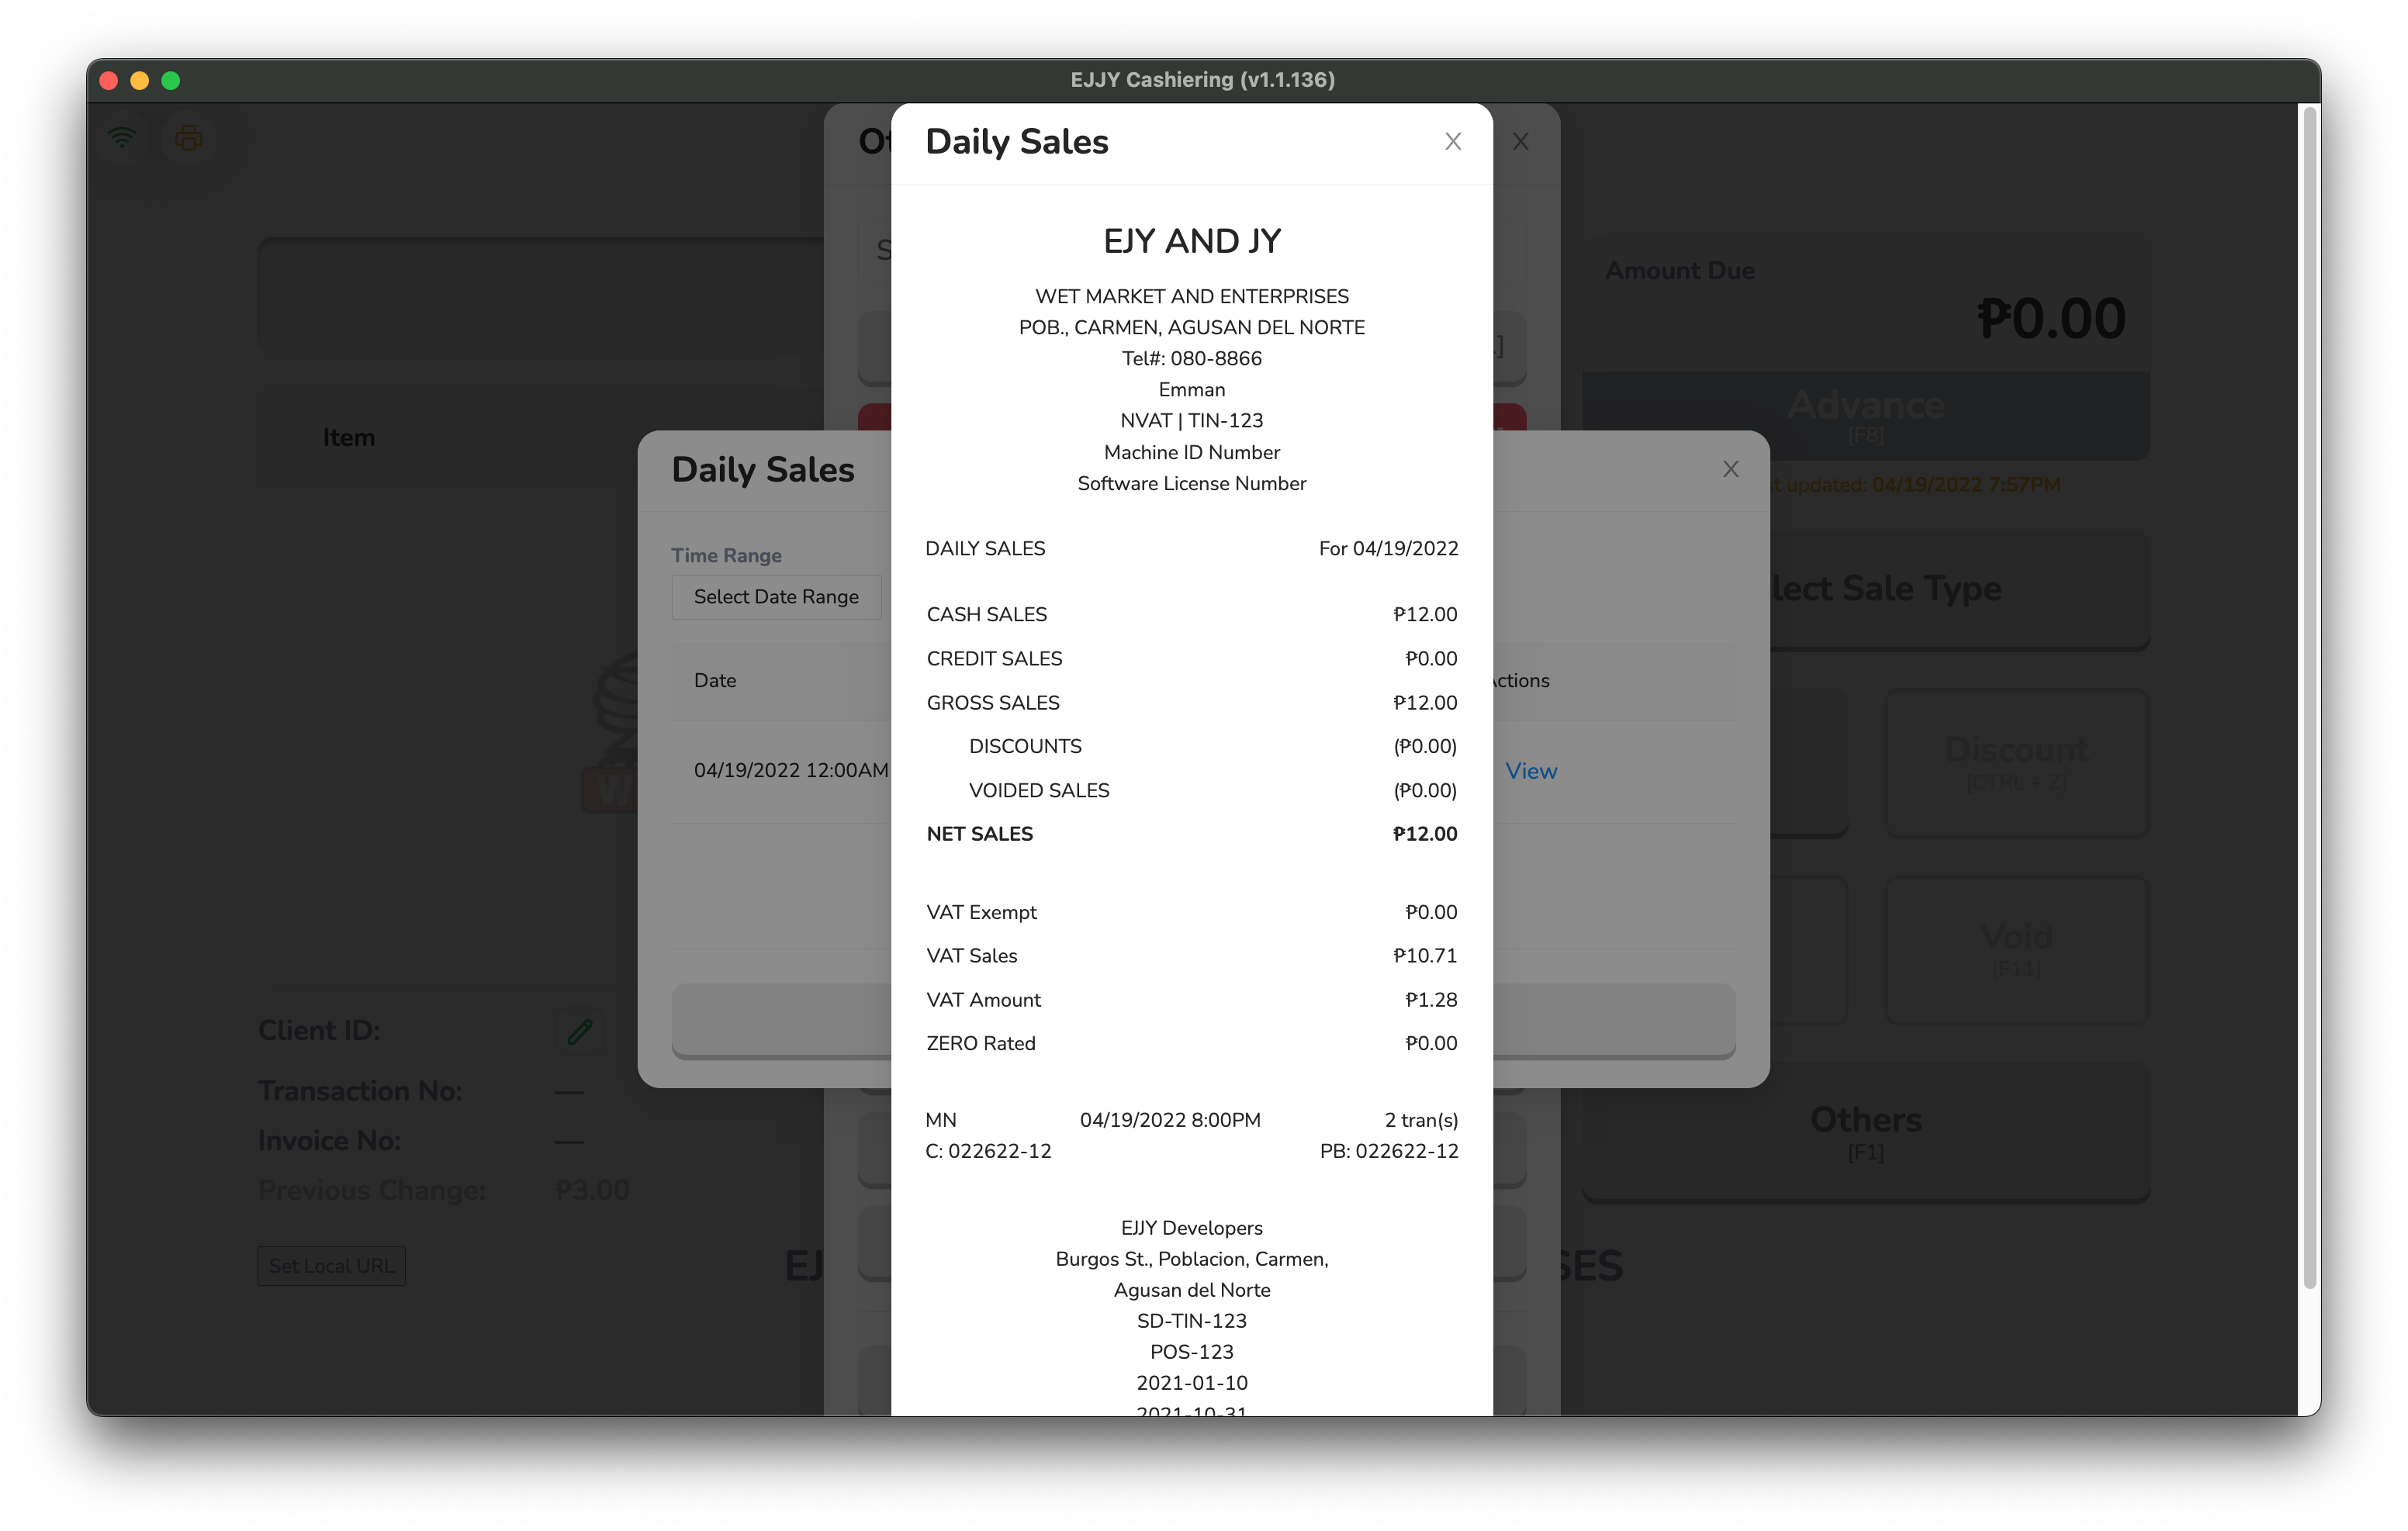 EJJY Cashiering (v1.1.136)
Daily Sales
EJY AND JY
WET MARKET AND ENTERPRISES
POB., CARMEN, AGUSAN DEL NORTE
Tel#: 080-8866
Emman
NVAT | TIN-123
Machine ID Number
Software License Number
DAILY SALES For 04/19/2022
CASH SALES ₱12.00
CREDIT SALES ₱0.00
GROSS SALES ₱12.00
DISCOUNTS (₱0.00)
VOIDED SALES (₱0.00)
NET SALES ₱12.00
VAT Exempt ₱0.00
VAT Sales ₱10.71
VAT Amount ₱1.28
ZERO Rated ₱0.00
MN 04/19/2022 8:00PM 2 tran(s)
C: 022622-12 PB: 022622-12
EJJY Developers
Burgos St., Poblacion, Carmen,
Agusan del Norte
SD-TIN-123
POS-123
2021-01-10
2021-10-31
Daily Sales
Time Range
Select Date Range
Date
04/19/2022 12:00AM
View
Item
Client ID:
Transaction No: —
Invoice No: —
Previous Change: ₱3.00
Set Local URL
Amount Due
₱0.00
Advance
[F8]
updated: 04/19/2022 7:57PM
Sale Type
Discount
[CTRL + Z]
Void
[F11]
Others
[F1]